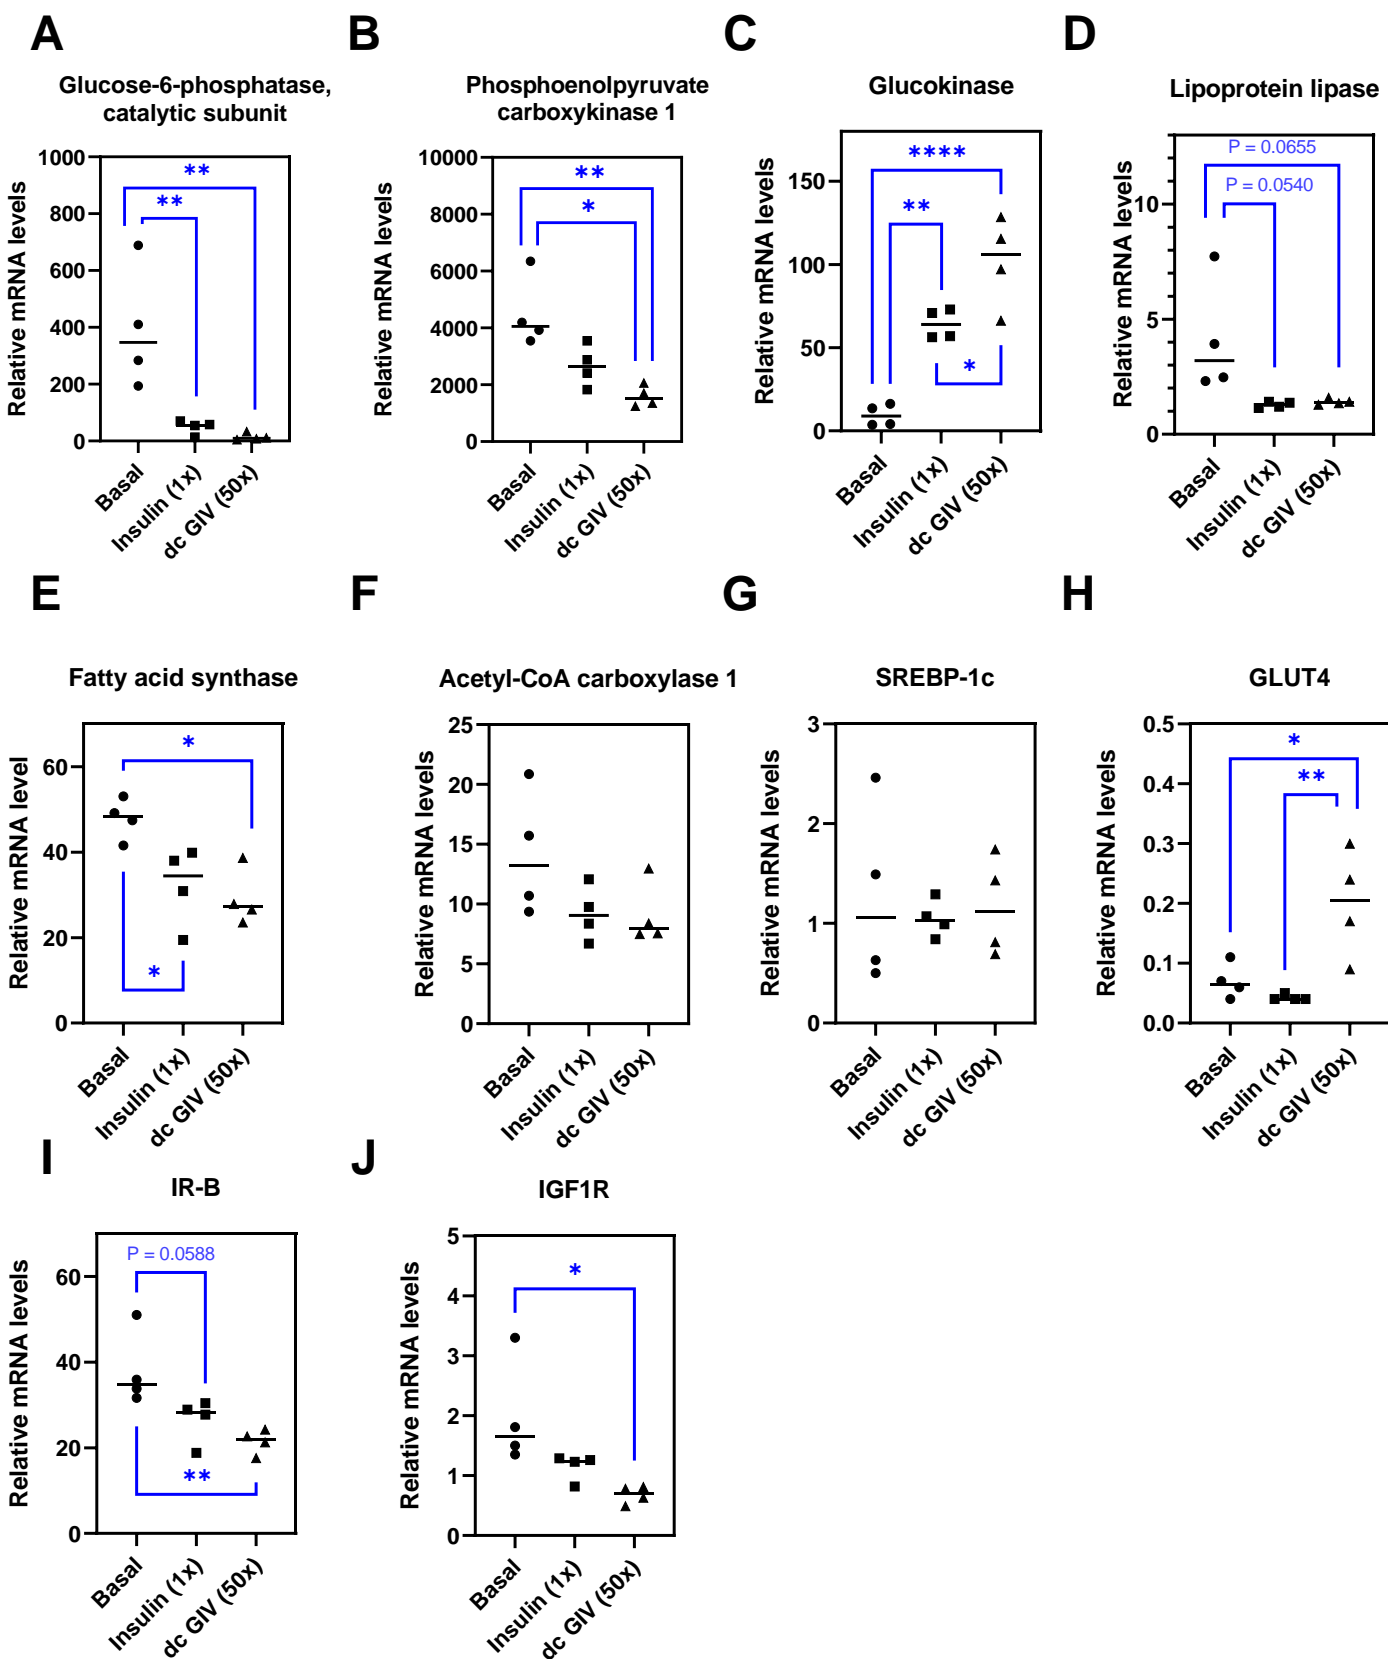 A
Glucose-6-phosphatase,
catalytic subunit
Relative mRNA levels
1000
800
600
400
200
0
**
**
Basal
Insulin (1x)
dc GIV (50x)
B
Phosphoenolpyruvate
carboxykinase 1
Relative mRNA levels
10000
8000
6000
4000
2000
0
**
*
Basal
Insulin (1x)
dc GIV (50x)
C
Glucokinase
Relative mRNA levels
150
100
50
0
****
**
*
Basal
Insulin (1x)
dc GIV (50x)
D
Lipoprotein lipase
Relative mRNA levels
10
5
0
P = 0.0655
P = 0.0540
Basal
Insulin (1x)
dc GIV (50x)
E
Fatty acid synthase
Relative mRNA level
60
40
20
0
*
*
Basal
Insulin (1x)
dc GIV (50x)
F
Acetyl-CoA carboxylase 1
Relative mRNA levels
25
20
15
10
5
0
Basal
Insulin (1x)
dc GIV (50x)
G
SREBP-1c
Relative mRNA levels
3
2
1
0
Basal
Insulin (1x)
dc GIV (50x)
H
GLUT4
Relative mRNA levels
0.5
0.4
0.3
0.2
0.1
0.0
*
**
Basal
Insulin (1x)
dc GIV (50x)
I
IR-B
Relative mRNA levels
60
40
20
0
P = 0.0588
**
Basal
Insulin (1x)
dc GIV (50x)
J
IGF1R
Relative mRNA levels
5
4
3
2
1
0
*
Basal
Insulin (1x)
dc GIV (50x)